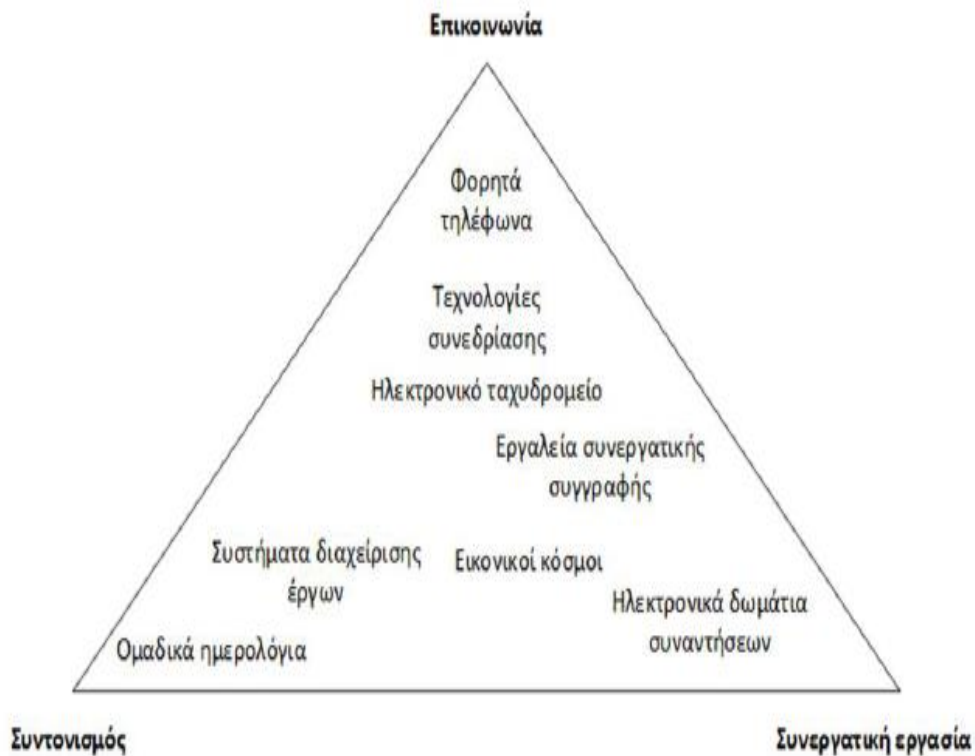 Επικοινωνία
Φορητά
τηλέφωνα
Τεχνολογίες
συνεδρίασης
Ηλεκτρονικό ταχυδρομείο
Εργαλεία συνεργατικής
συγγραφής
Συστήματα διαχείρισης
έργων
Εικονικοί κόσμοι
Ηλεκτρονικά δωμάτια
συναντήσεων
Ομαδικά ημερολόγια
Συντονισμός
Συνεργατική εργασία